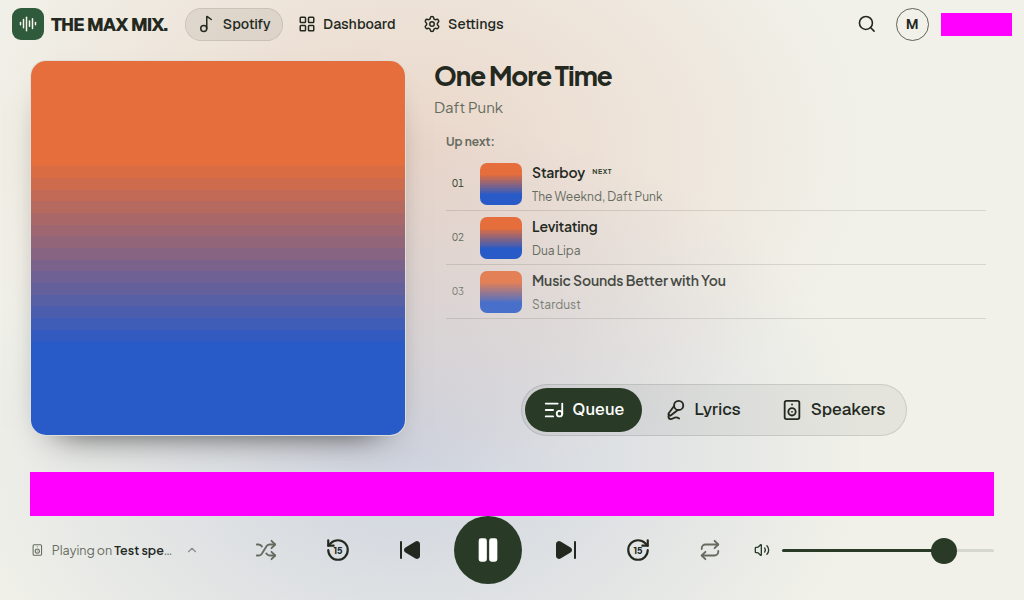 THE MAX MIX.
Spotify
Dashboard
Settings
M
One More Time
Daft Punk
Up next:
01
Starboy NEXT
The Weeknd, Daft Punk
02
Levitating
Dua Lipa
03
Music Sounds Better with You
Stardust
Queue
Lyrics
Speakers
Playing on Test spe...
15
15